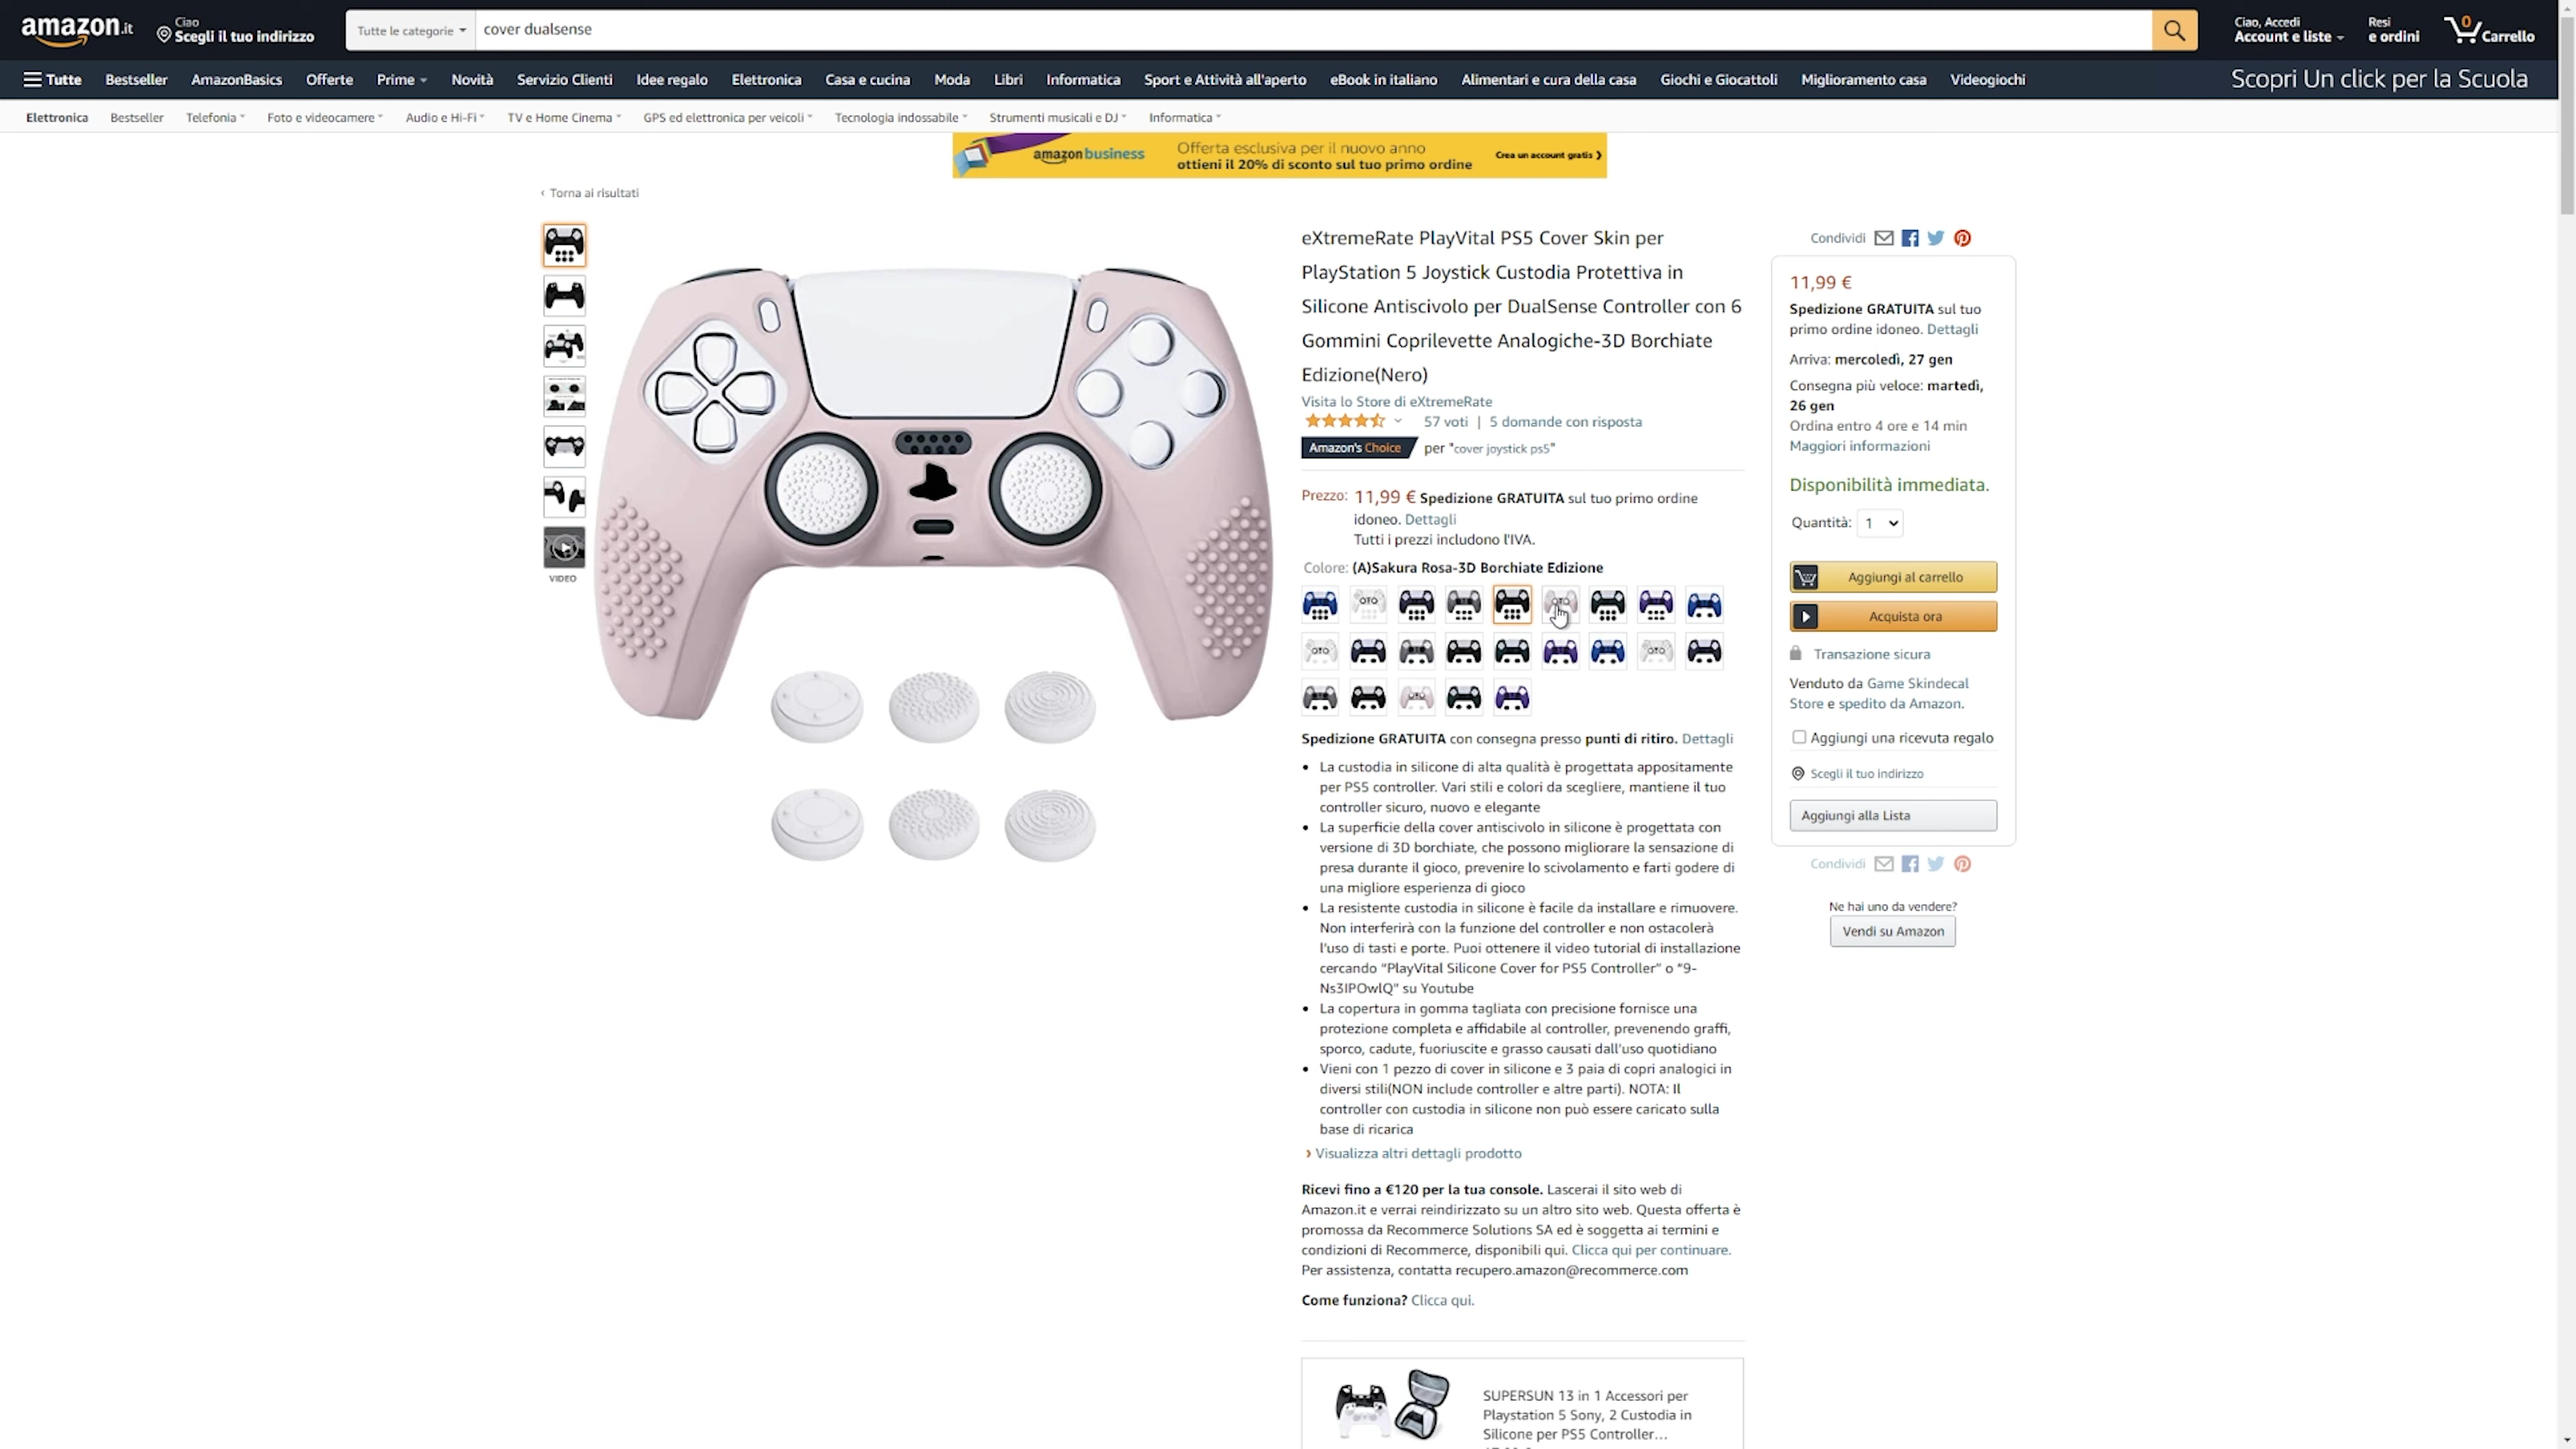 amazon.it
Ciao
Scegli il tuo indirizzo
Tutte le categorie
cover dualsense
Ciao, Accedi
Account e liste
Resi
e ordini
0
Carrello
Tutte Bestseller AmazonBasics Offerte Prime Novità Servizio Clienti Idee regalo Elettronica Casa e cucina Moda Libri Informatica Sport e Attività all'aperto eBook in italiano Alimentari e cura della casa Giochi e Giocattoli Miglioramento casa Videogiochi Scopri Un click per la Scuola
Elettronica Bestseller Telefonia Foto e videocamere Audio e Hi-Fi TV e Home Cinema GPS ed elettronica per veicoli Tecnologia indossabile Strumenti musicali e DJ Informatica
amazon business
Offerta esclusiva per il nuovo anno
ottieni il 20% di sconto sul tuo primo ordine
Crea un account gratis ❯
‹ Torna ai risultati
VIDEO
eXtremeRate PlayVital PS5 Cover Skin per
PlayStation 5 Joystick Custodia Protettiva in
Silicone Antiscivolo per DualSense Controller con 6
Gommini Coprilevette Analogiche-3D Borchiate
Edizione(Nero)
Visita lo Store di eXtremeRate
57 voti | 5 domande con risposta
Amazon's Choice per "cover joystick ps5"
Prezzo: 11,99 € Spedizione GRATUITA sul tuo primo ordine
idoneo. Dettagli
Tutti i prezzi includono l'IVA.
Colore: (A)Sakura Rosa-3D Borchiate Edizione
Spedizione GRATUITA con consegna presso punti di ritiro. Dettagli
• La custodia in silicone di alta qualità è progettata appositamente
per PS5 controller. Vari stili e colori da scegliere, mantiene il tuo
controller sicuro, nuovo e elegante
• La superficie della cover antiscivolo in silicone è progettata con
versione di 3D borchiate, che possono migliorare la sensazione di
presa durante il gioco, prevenire lo scivolamento e farti godere di
una migliore esperienza di gioco
• La resistente custodia in silicone è facile da installare e rimuovere.
Non interferirà con la funzione del controller e non ostacolerà
l'uso di tasti e porte. Puoi ottenere il video tutorial di installazione
cercando "PlayVital Silicone Cover for PS5 Controller" o "9-
Ns3IPOwlQ" su Youtube
• La copertura in gomma tagliata con precisione fornisce una
protezione completa e affidabile al controller, prevenendo graffi,
sporco, cadute, fuoriuscite e grasso causati dall'uso quotidiano
• Vieni con 1 pezzo di cover in silicone e 3 paia di copri analogici in
diversi stili(NON include controller e altre parti). NOTA: Il
controller con custodia in silicone non può essere caricato sulla
base di ricarica
› Visualizza altri dettagli prodotto
Ricevi fino a €120 per la tua console. Lascerai il sito web di
Amazon.it e verrai reindirizzato su un altro sito web. Questa offerta è
promossa da Recommerce Solutions SA ed è soggetta ai termini e
condizioni di Recommerce, disponibili qui. Clicca qui per continuare.
Per assistenza, contatta recupero.amazon@recommerce.com
Come funziona? Clicca qui.
SUPERSUN 13 in 1 Accessori per
Playstation 5 Sony, 2 Custodia in
Silicone per PS5 Controller…
Condividi
11,99 €
Spedizione GRATUITA sul tuo
primo ordine idoneo. Dettagli
Arriva: mercoledì, 27 gen
Consegna più veloce: martedì,
26 gen
Ordina entro 4 ore e 14 min
Maggiori informazioni
Disponibilità immediata.
Quantità: 1
Aggiungi al carrello
Acquista ora
Transazione sicura
Venduto da Game Skindecal
Store e spedito da Amazon.
Aggiungi una ricevuta regalo
Scegli il tuo indirizzo
Aggiungi alla Lista
Condividi
Ne hai uno da vendere?
Vendi su Amazon